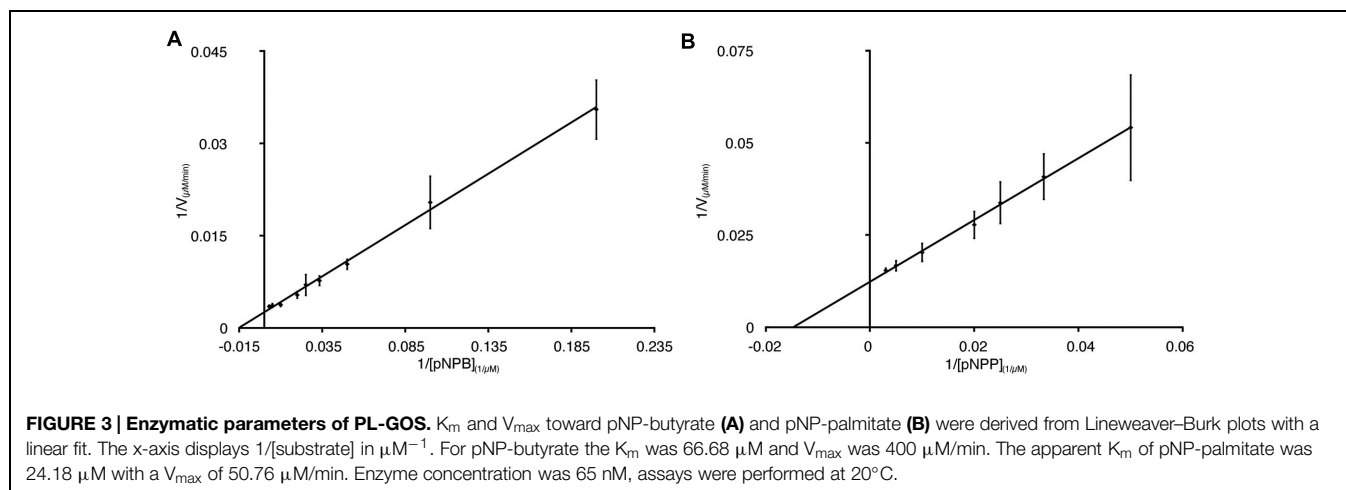 A
B
0.045
0.03
0.015
0
1/V(µM/min)
-0.015
0.035
0.085
0.135
0.185
0.235
1/[pNPB](1/µM)
0.075
0.05
0.025
0
1/V(µM/min)
-0.02
0
0.02
0.04
0.06
1/[pNPP](1/µM)
FIGURE 3 | Enzymatic parameters of PL-GOS. Km and Vmax toward pNP-butyrate (A) and pNP-palmitate (B) were derived from Lineweaver–Burk plots with a
linear fit. The x-axis displays 1/[substrate] in µM−1. For pNP-butyrate the Km was 66.68 µM and Vmax was 400 µM/min. The apparent Km of pNP-palmitate was
24.18 µM with a Vmax of 50.76 µM/min. Enzyme concentration was 65 nM, assays were performed at 20°C.